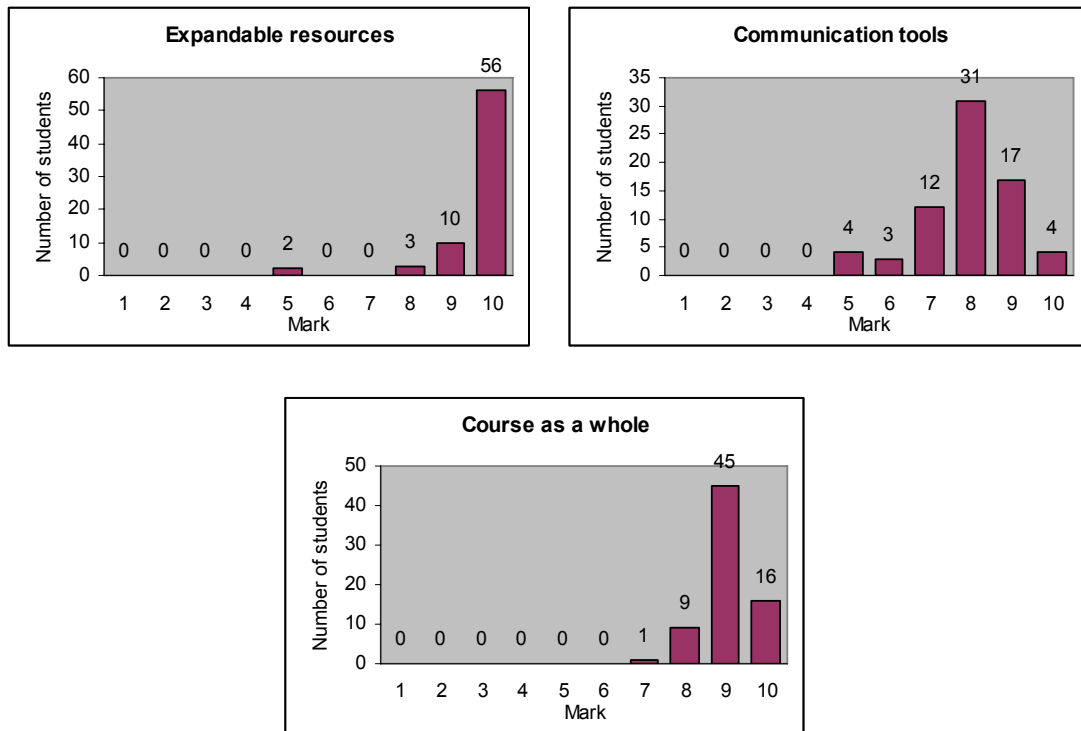 Expandable resources
Number of students
60
50
40
30
20
10
0
0 0 0 0 2 0 0 3 10 56
1 2 3 4 5 6 7 8 9 10
Mark
Communication tools
Number of students
35
30
25
20
15
10
5
0
0 0 0 0 4 3 12 31 17 4
1 2 3 4 5 6 7 8 9 10
Mark
Course as a whole
Number of students
50
40
30
20
10
0
0 0 0 0 0 0 1 9 45 16
1 2 3 4 5 6 7 8 9 10
Mark